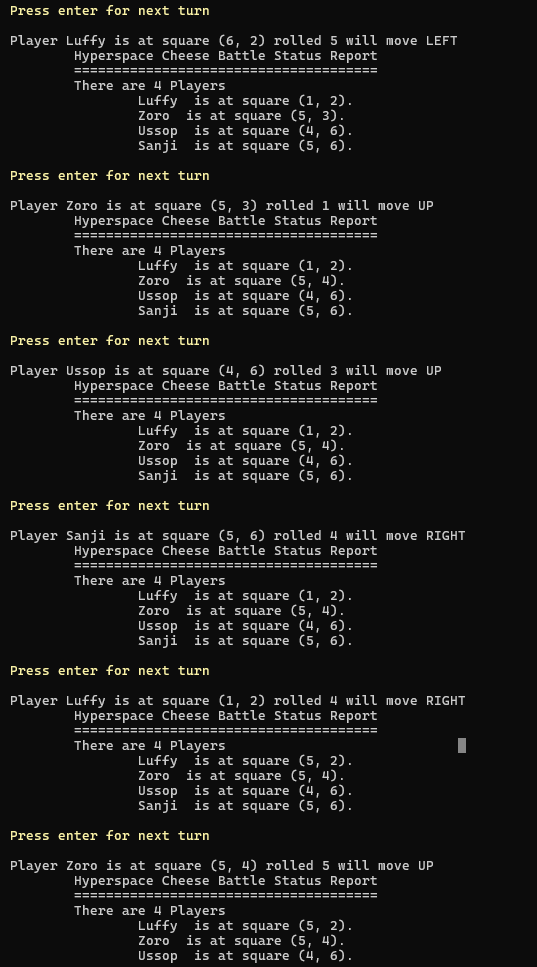 Press enter for next turn
Player Luffy is at square (6, 2) rolled 5 will move LEFT
Hyperspace Cheese Battle Status Report
======================================
There are 4 Players
Luffy  is at square (1, 2).
Zoro  is at square (5, 3).
Ussop  is at square (4, 6).
Sanji  is at square (5, 6).
Press enter for next turn
Player Zoro is at square (5, 3) rolled 1 will move UP
Hyperspace Cheese Battle Status Report
======================================
There are 4 Players
Luffy  is at square (1, 2).
Zoro  is at square (5, 4).
Ussop  is at square (4, 6).
Sanji  is at square (5, 6).
Press enter for next turn
Player Ussop is at square (4, 6) rolled 3 will move UP
Hyperspace Cheese Battle Status Report
======================================
There are 4 Players
Luffy  is at square (1, 2).
Zoro  is at square (5, 4).
Ussop  is at square (4, 6).
Sanji  is at square (5, 6).
Press enter for next turn
Player Sanji is at square (5, 6) rolled 4 will move RIGHT
Hyperspace Cheese Battle Status Report
======================================
There are 4 Players
Luffy  is at square (1, 2).
Zoro  is at square (5, 4).
Ussop  is at square (4, 6).
Sanji  is at square (5, 6).
Press enter for next turn
Player Luffy is at square (1, 2) rolled 4 will move RIGHT
Hyperspace Cheese Battle Status Report
======================================
There are 4 Players
Luffy  is at square (5, 2).
Zoro  is at square (5, 4).
Ussop  is at square (4, 6).
Sanji  is at square (5, 6).
Press enter for next turn
Player Zoro is at square (5, 4) rolled 5 will move UP
Hyperspace Cheese Battle Status Report
======================================
There are 4 Players
Luffy  is at square (5, 2).
Zoro  is at square (5, 4).
Ussop  is at square (4, 6).